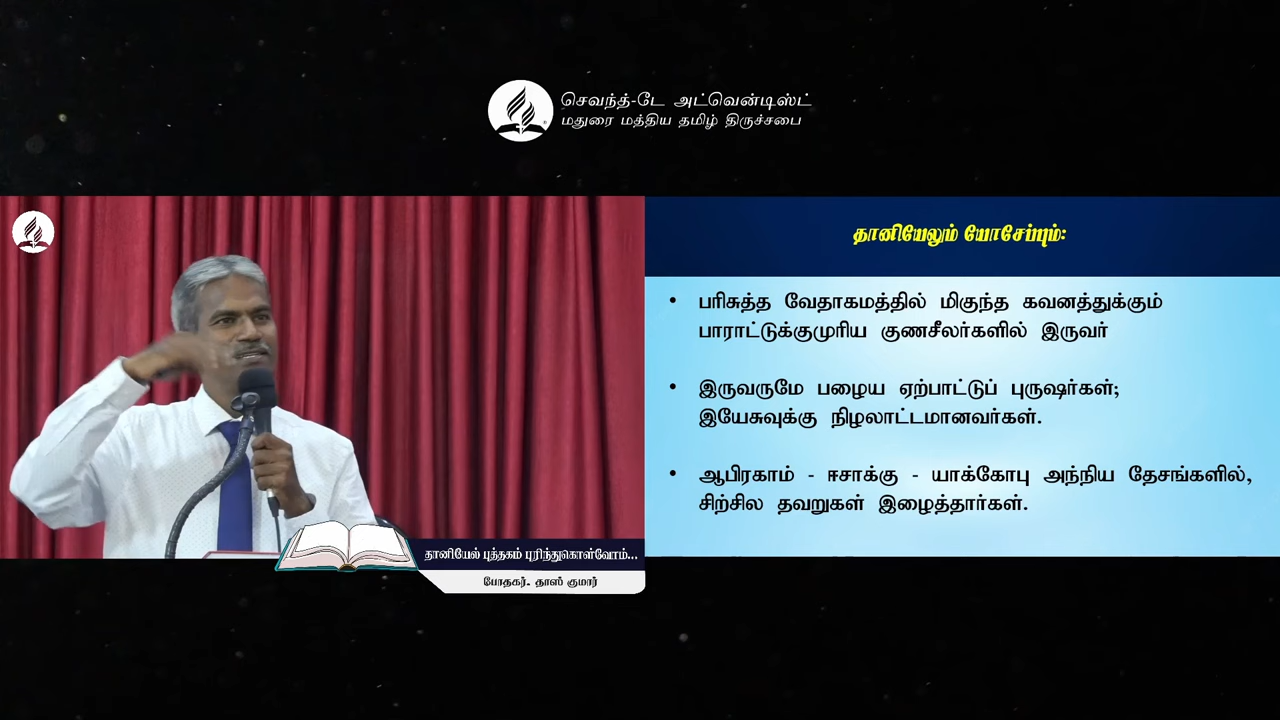 செவந்த்-டே அட்வென்டிஸ்ட்
மதுரை மத்திய தமிழ் திருச்சபை
தானியேலும் யோசேப்பும்:
• பரிசுத்த வேதாகமத்தில் மிகுந்த கவனத்துக்கும்
பாராட்டுக்குமுரிய குணசீலர்களில் இருவர்
• இருவருமே பழைய ஏற்பாட்டுப் புருஷர்கள்;
இயேசுவுக்கு நிழலாட்டமானவர்கள்.
• ஆபிரகாம் - ஈசாக்கு - யாக்கோபு அந்நிய தேசங்களில்,
சிற்சில தவறுகள் இழைத்தார்கள்.
தானியேல் புத்தகம் புரிந்துகொள்வோம்...
போதகர். தாஸ் குமார்